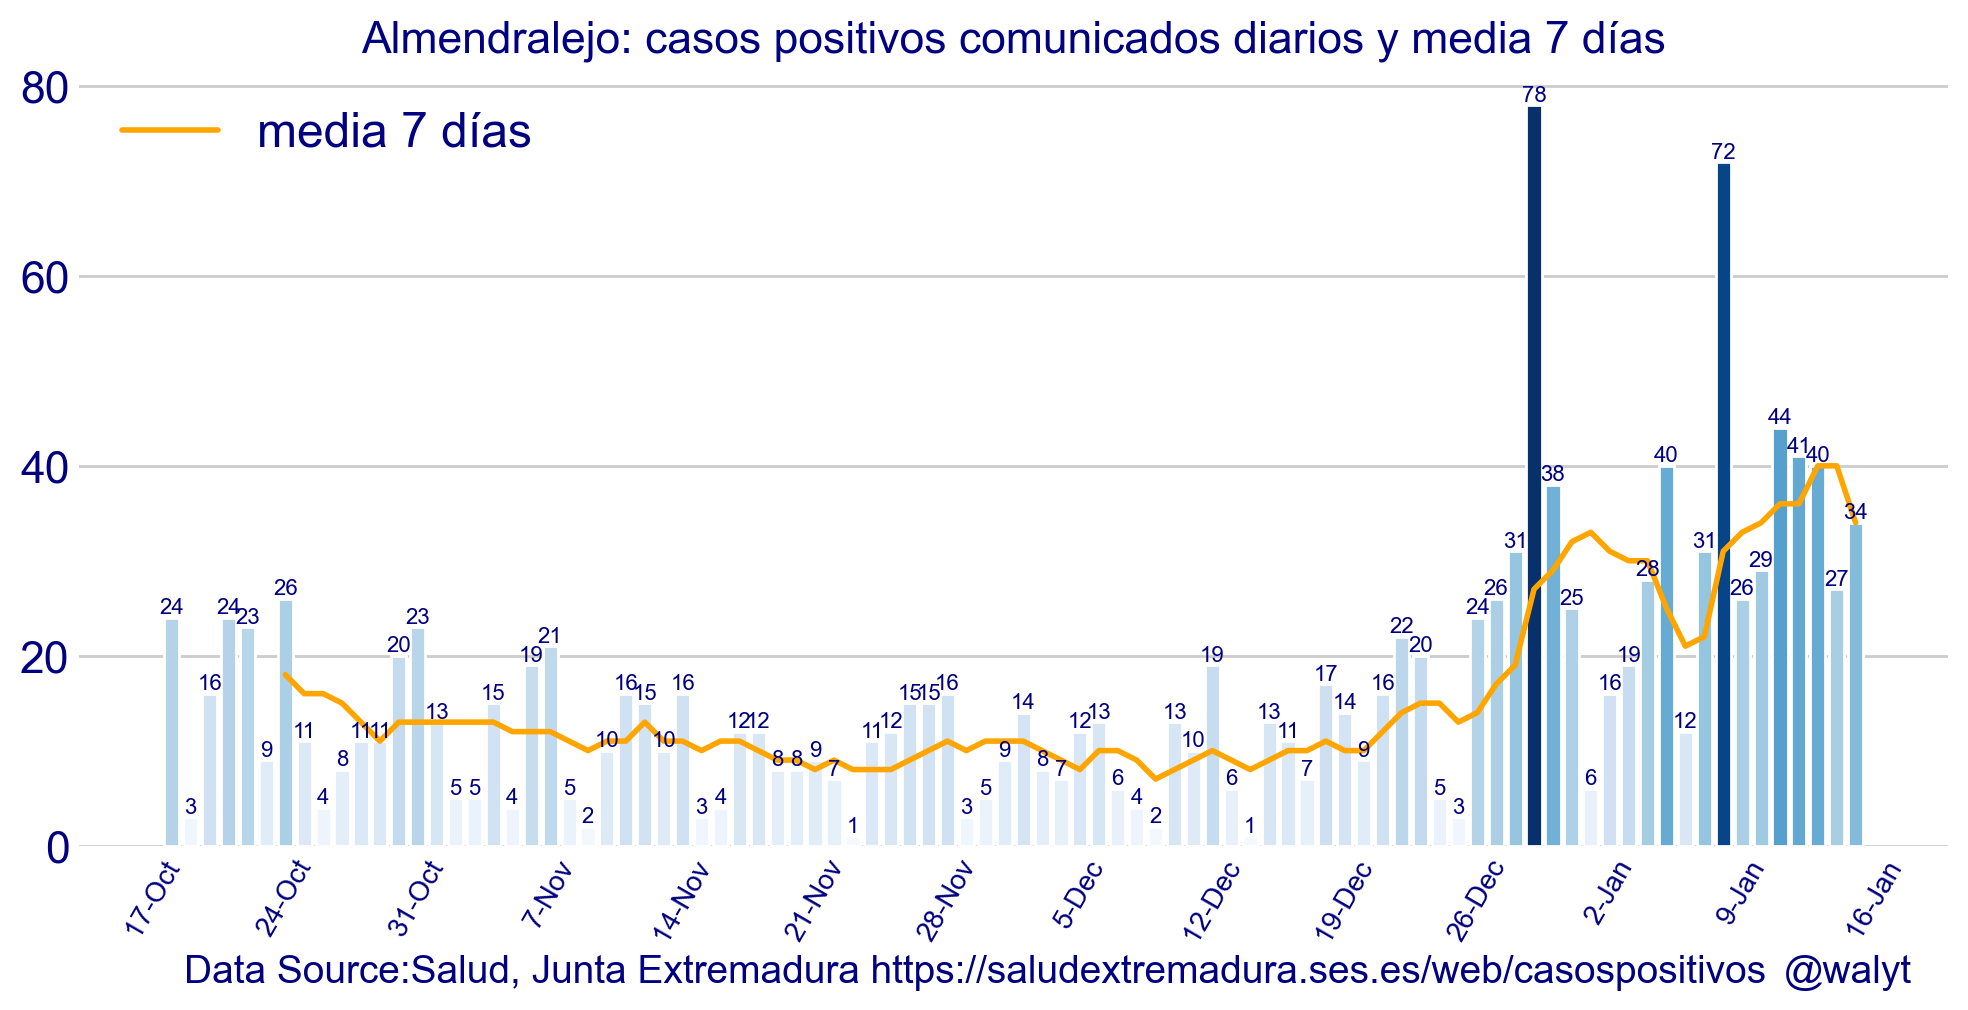 Almendralejo: casos positivos comunicados diarios y media 7 días
80
60
40
20
0
media 7 días
24 3 16 24 23 9 26 11 4 8 11 11 20 23 13 5 5 15 4 19 21 5 2 10 16 15 10 16 3 4 12 12 8 8 9 7 1 11 12 15 15 16 3 5 9 14 8 7 12 13 6 4 2 13 10 19 6 1 13 11 7 17 14 9 16 22 20 5 3 24 26 31 78 38 25 6 16 19 28 40 12 31 72 26 29 44 41 40 27 34
17-Oct 24-Oct 31-Oct 7-Nov 14-Nov 21-Nov 28-Nov 5-Dec 12-Dec 19-Dec 26-Dec 2-Jan 9-Jan 16-Jan
Data Source:Salud, Junta Extremadura https://saludextremadura.ses.es/web/casospositivos @walyt